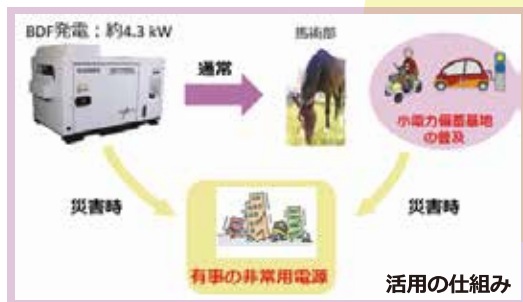 BDF発電：約4.3 kW
通常
馬術部
小電力備蓄基地
の普及
災害時
災害時
有事の非常用電源
活用の仕組み